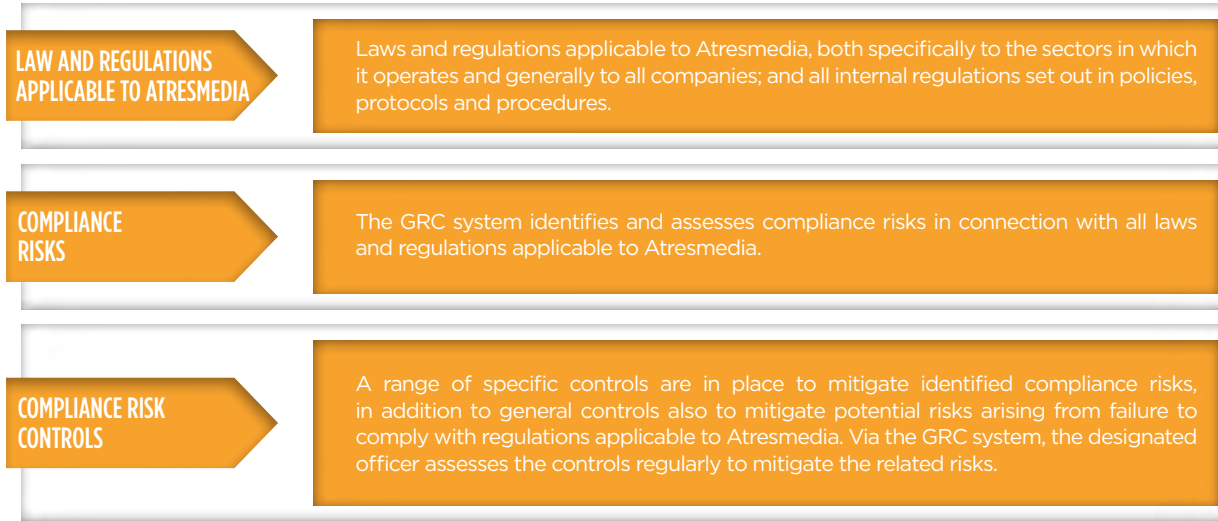 LAW AND REGULATIONS
APPLICABLE TO ATRESMEDIA
Laws and regulations applicable to Atresmedia, both specifically to the sectors in which
it operates and generally to all companies; and all internal regulations set out in policies,
protocols and procedures.
COMPLIANCE
RISKS
The GRC system identifies and assesses compliance risks in connection with all laws
and regulations applicable to Atresmedia.
COMPLIANCE RISK
CONTROLS
A range of specific controls are in place to mitigate identified compliance risks,
in addition to general controls also to mitigate potential risks arising from failure to
comply with regulations applicable to Atresmedia. Via the GRC system, the designated
officer assesses the controls regularly to mitigate the related risks.